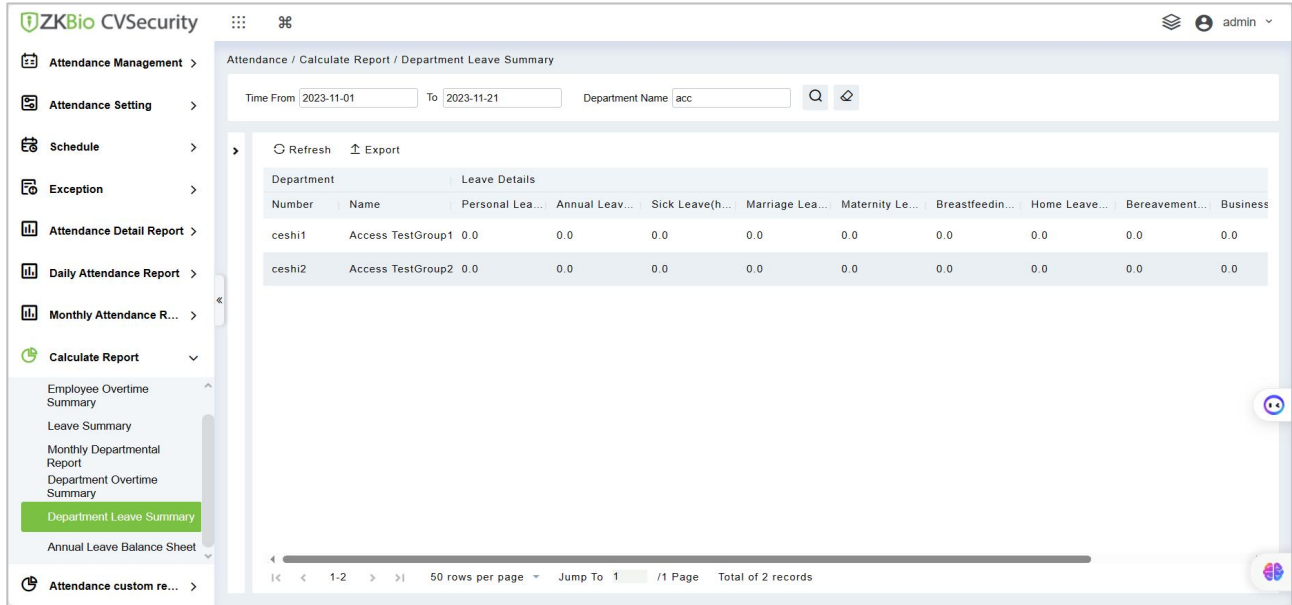 ZKBio CVSecurity
admin
Attendance Management
Attendance Setting
Schedule
Exception
Attendance Detail Report
Daily Attendance Report
Monthly Attendance R...
Calculate Report
Employee Overtime
Summary
Leave Summary
Monthly Departmental
Report
Department Overtime
Summary
Department Leave Summary
Annual Leave Balance Sheet
Attendance custom re...
Attendance / Calculate Report / Department Leave Summary
Time From 2023-11-01 To 2023-11-21 Department Name acc
Refresh Export
Department Leave Details
Number Name Personal Lea... Annual Leav... Sick Leave(h... Marriage Lea... Maternity Le... Breastfeedin... Home Leave... Bereavement... Business
ceshi1 Access TestGroup1 0.0 0.0 0.0 0.0 0.0 0.0 0.0 0.0 0.0
ceshi2 Access TestGroup2 0.0 0.0 0.0 0.0 0.0 0.0 0.0 0.0 0.0
1-2 50 rows per page Jump To 1 /1 Page Total of 2 records